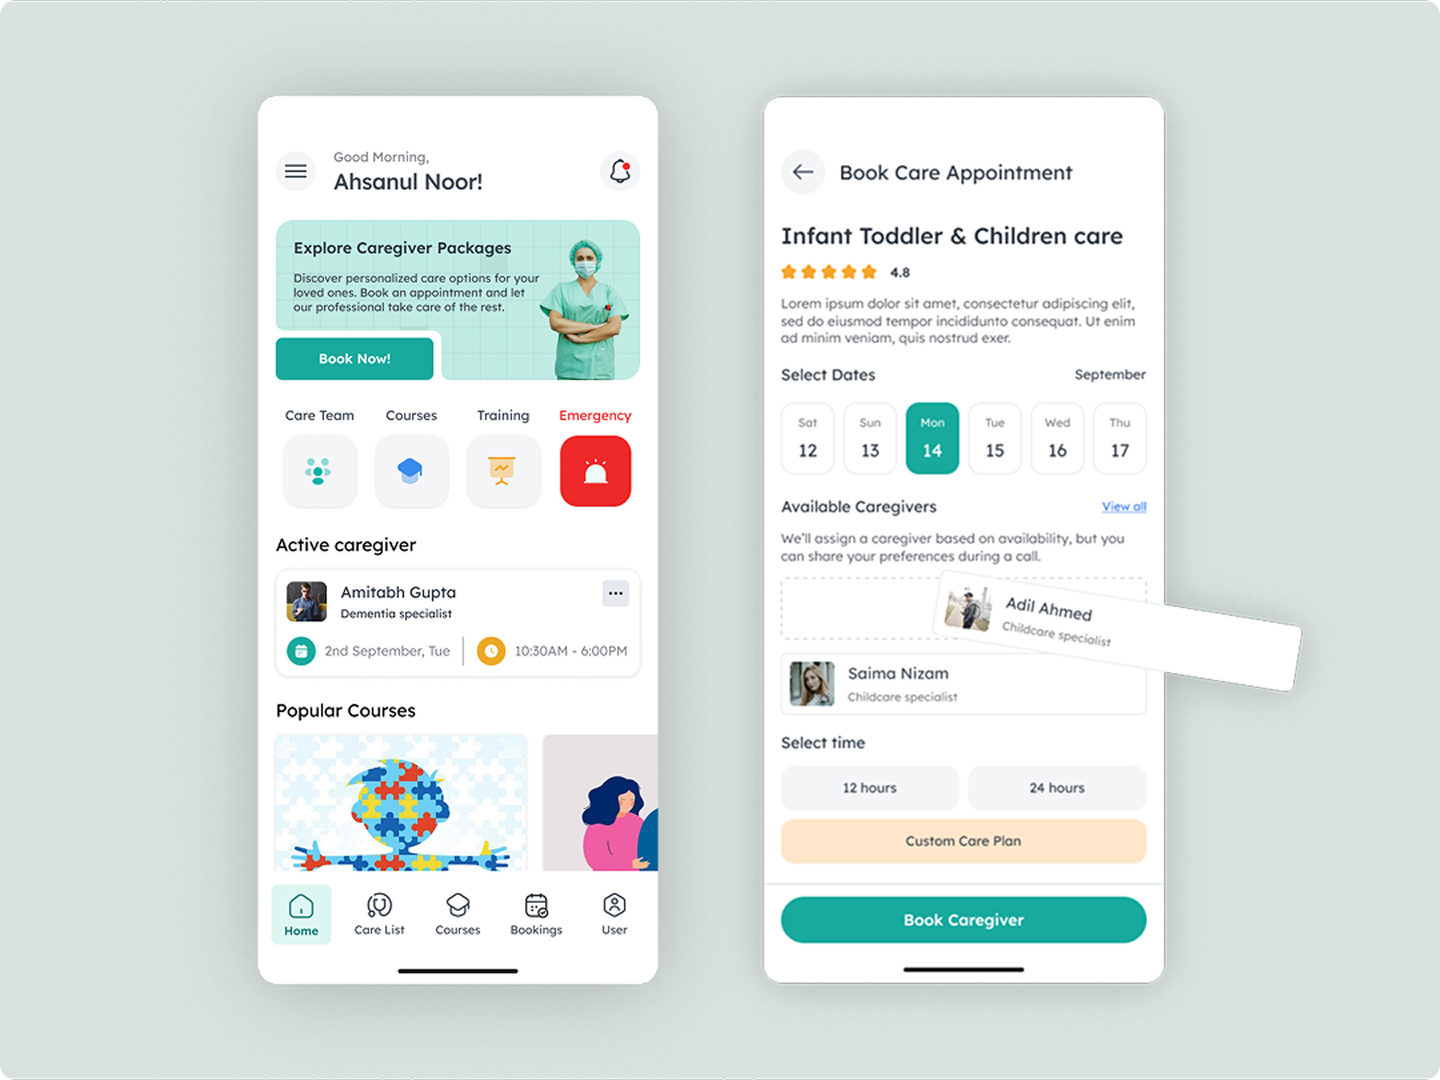 Good Morning,
Ahsanul Noor!
Explore Caregiver Packages
Discover personalized care options for your
loved ones. Book an appointment and let
our professional take care of the rest.
Book Now!
Care Team
Courses
Training
Emergency
Active caregiver
Amitabh Gupta
Dementia specialist
2nd September, Tue
10:30AM - 6:00PM
Popular Courses
Home
Care List
Courses
Bookings
User
Book Care Appointment
Infant Toddler & Children care
4.8
Lorem ipsum dolor sit amet, consectetur adipiscing elit,
sed do eiusmod tempor incididunto consequat. Ut enim
ad minim veniam, quis nostrud exer.
Select Dates
September
Sat
12
Sun
13
Mon
14
Tue
15
Wed
16
Thu
17
Available Caregivers
View all
We'll assign a caregiver based on availability, but you
can share your preferences during a call.
Adil Ahmed
Childcare specialist
Saima Nizam
Childcare specialist
Select time
12 hours
24 hours
Custom Care Plan
Book Caregiver